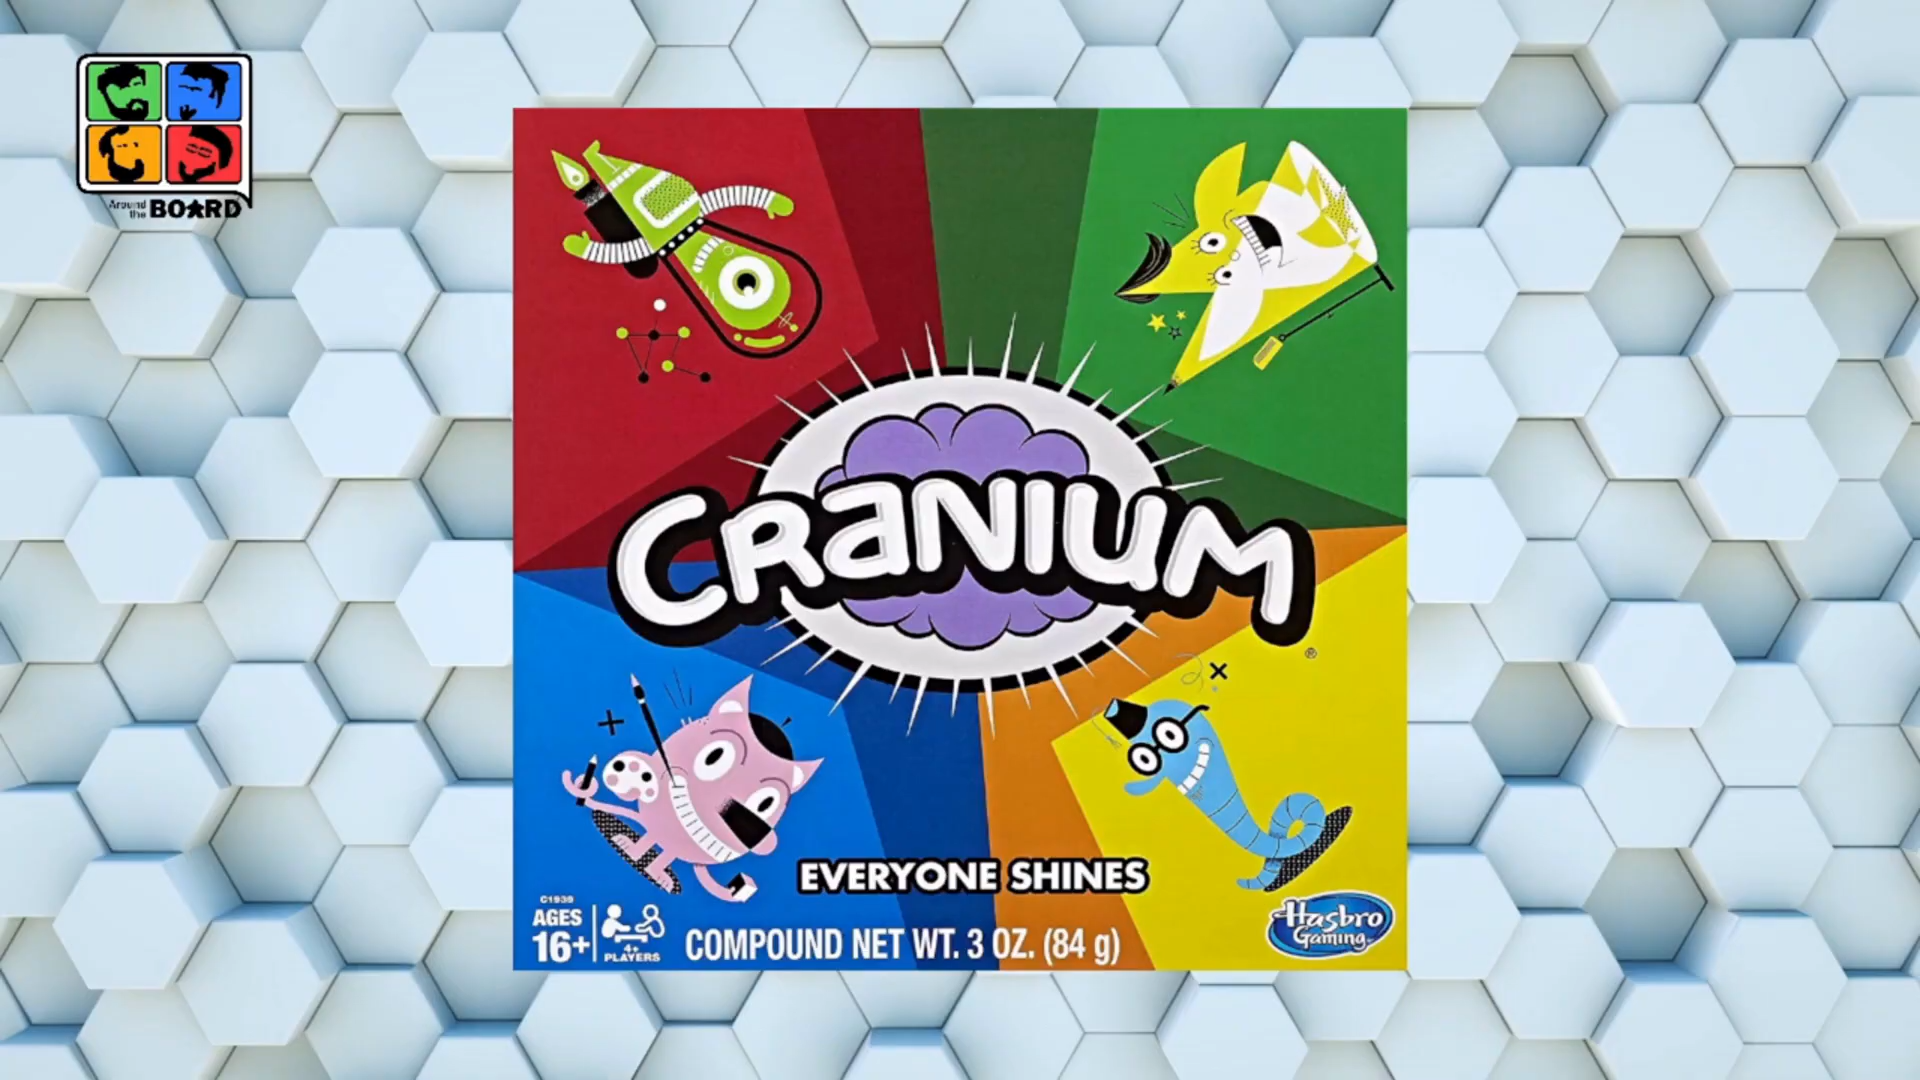 Around
the BOARD
CRaNIUM
®
EVERYONE SHINES
C1939
AGES
16+
4+
PLAYERS
COMPOUND NET WT. 3 OZ. (84 g)
Hasbro
Gaming